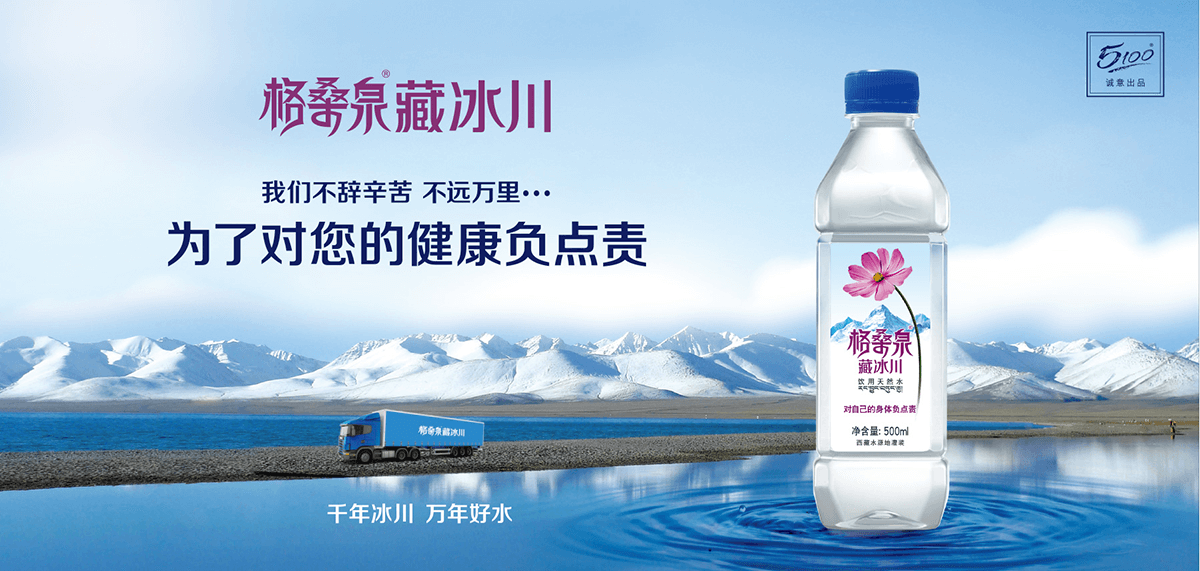 5100®
诚意出品
格桑泉®藏冰川
我们不辞辛苦 不远万里…
为了对您的健康负点责
格桑泉藏冰川
千年冰川 万年好水
格桑泉
藏冰川
饮用天然水
对自己的身体负点责
净含量: 500ml
西藏水源地灌装